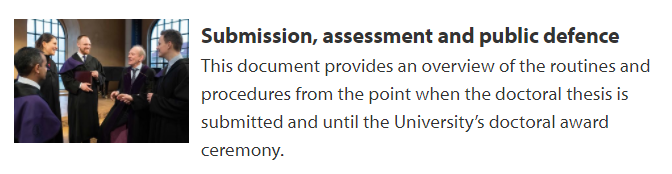 Submission, assessment and public defence
This document provides an overview of the routines and
procedures from the point when the doctoral thesis is
submitted and until the University’s doctoral award
ceremony.